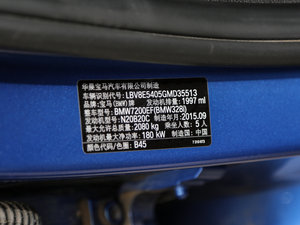 华晨宝马汽车有限公司制造
车辆识别代号: LBV8E5405GMD35513
品牌: 宝马(BMW)牌 发动机排量: 1997 ml
整车型号: BMW7200EF(BMW328i)
发动机型号: N20B20C 制造年月: 2015.09
最大允许总质量: 2080 kg 乘坐人数: 5 人
发动机最大净功率: 180 kW 制造国: 中国
颜色代码/色面: B45